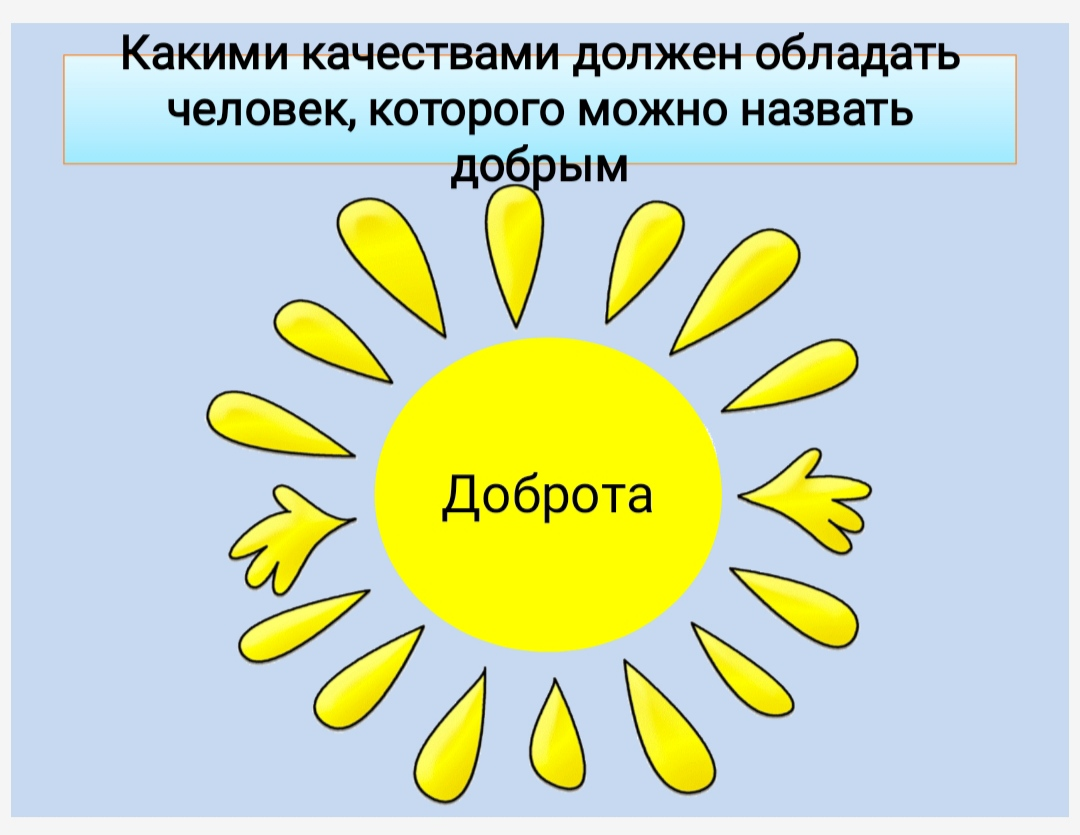 Какими качествами должен обладать
человек, которого можно назвать
добрым
Доброта